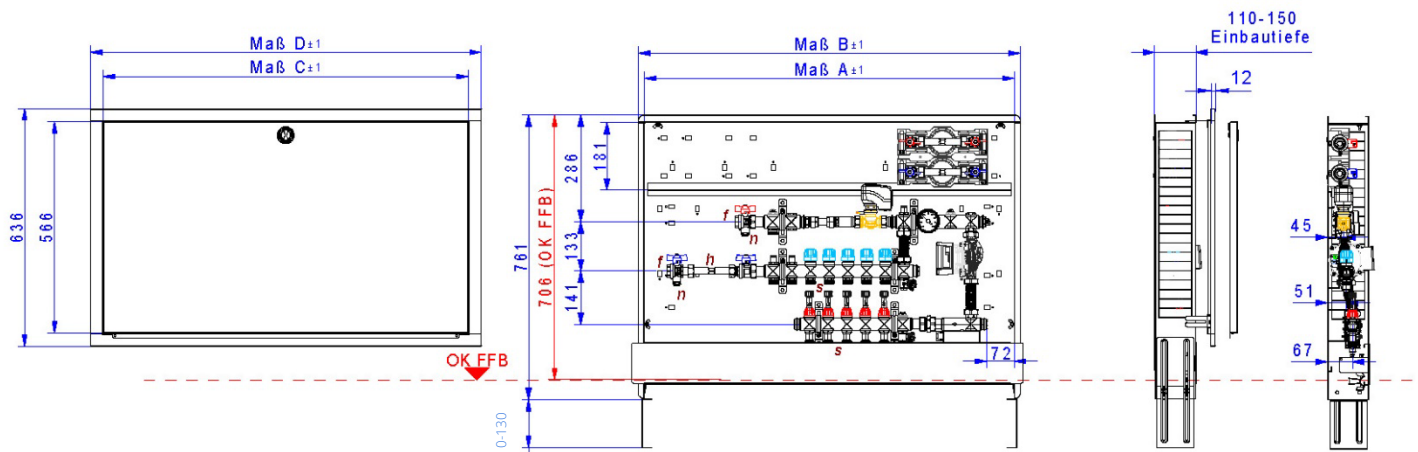 Maß D±1
Maß C±1
636
566
OK FFB
Maß B±1
Maß A±1
761
706 (OK FFB)
286
181
133
141
0-130
f
n
f
h
n
s
s
72
110-150
Einbautiefe
12
45
51
67